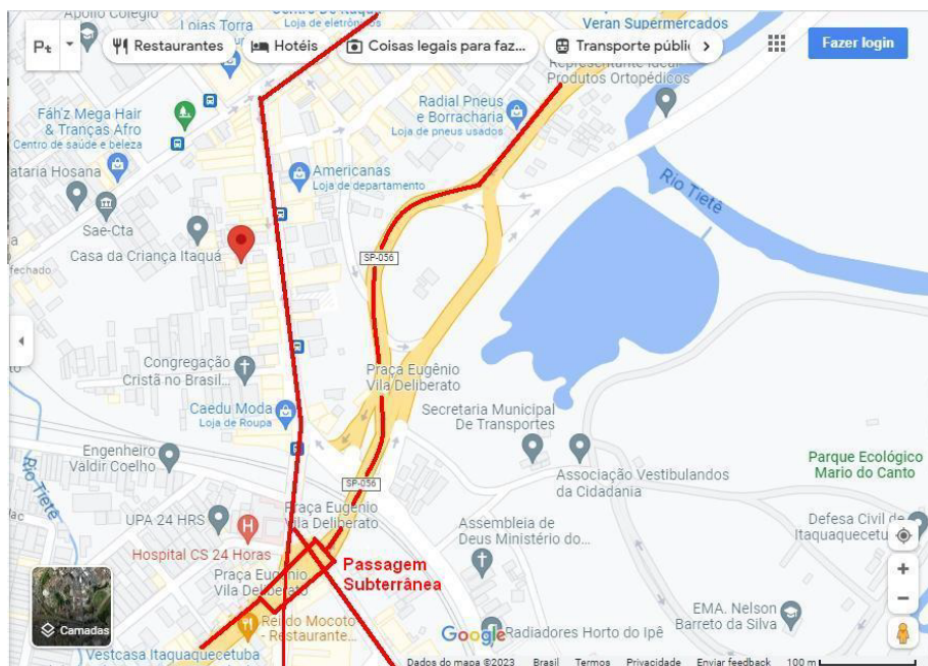 Apollo Colégio
Lojas Torra
Loja de eletrônicos
Veran Supermercados
Restaurantes
Hotéis
Coisas legais para faz...
Transporte públic
Fazer login
Produtos Ortopédicos
Radial Pneus
e Borracharia
Loja de pneus usados
Fáh'z Mega Hair
& Tranças Afro
Centro de saúde e beleza
Americanas
Loja de departamento
ataria Hosana
Sae-Cta
Casa da Criança Itaquá
fechado
Rio Tietê
SP-056
Congregação
Cristã no Brasil...
Praça Eugênio
Vila Deliberato
Caedu Moda
Loja de Roupa
Secretaria Municipal
De Transportes
Engenheiro
Valdir Coelho
Associação Vestibulandos
da Cidadania
Parque Ecológico
Mario do Canto
Rio Tietê
SP-056
UPA 24 HRS
Praça Eugênio
Vila Deliberato
Hospital CS 24 Horas
Assembleia de
Deus Ministério do...
Defesa Civil de
Itaquaquecetu
Passagem
Subterrânea
Praça Eugênio
Vila Deliberato
Camadas
Rei do Mocotó
- Restaurante...
Vestcasa Itaquaquecetuba
Google
Radiadores Horto do Ipê
EMA. Nelson
Barreto da Silva
Dados do mapa ©2023 Brasil Termos Privacidade Enviar feedback 100 m